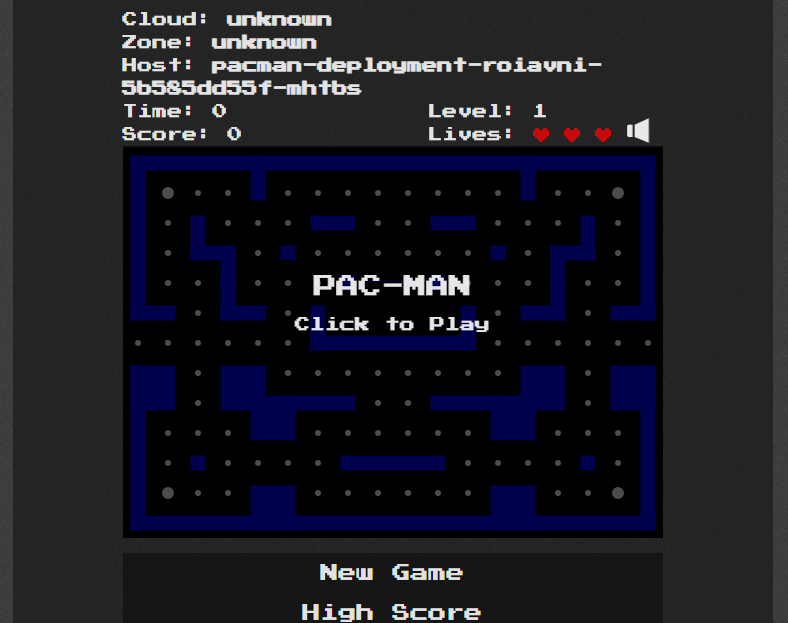 Cloud: unknown
Zone: unknown
Host: pacman-deployment-roiavni-
5b585dd55f-mhtbs
Time: 0 Level: 1
Score: 0 Lives:
PAC-MAN
Click to Play
New Game
High Score